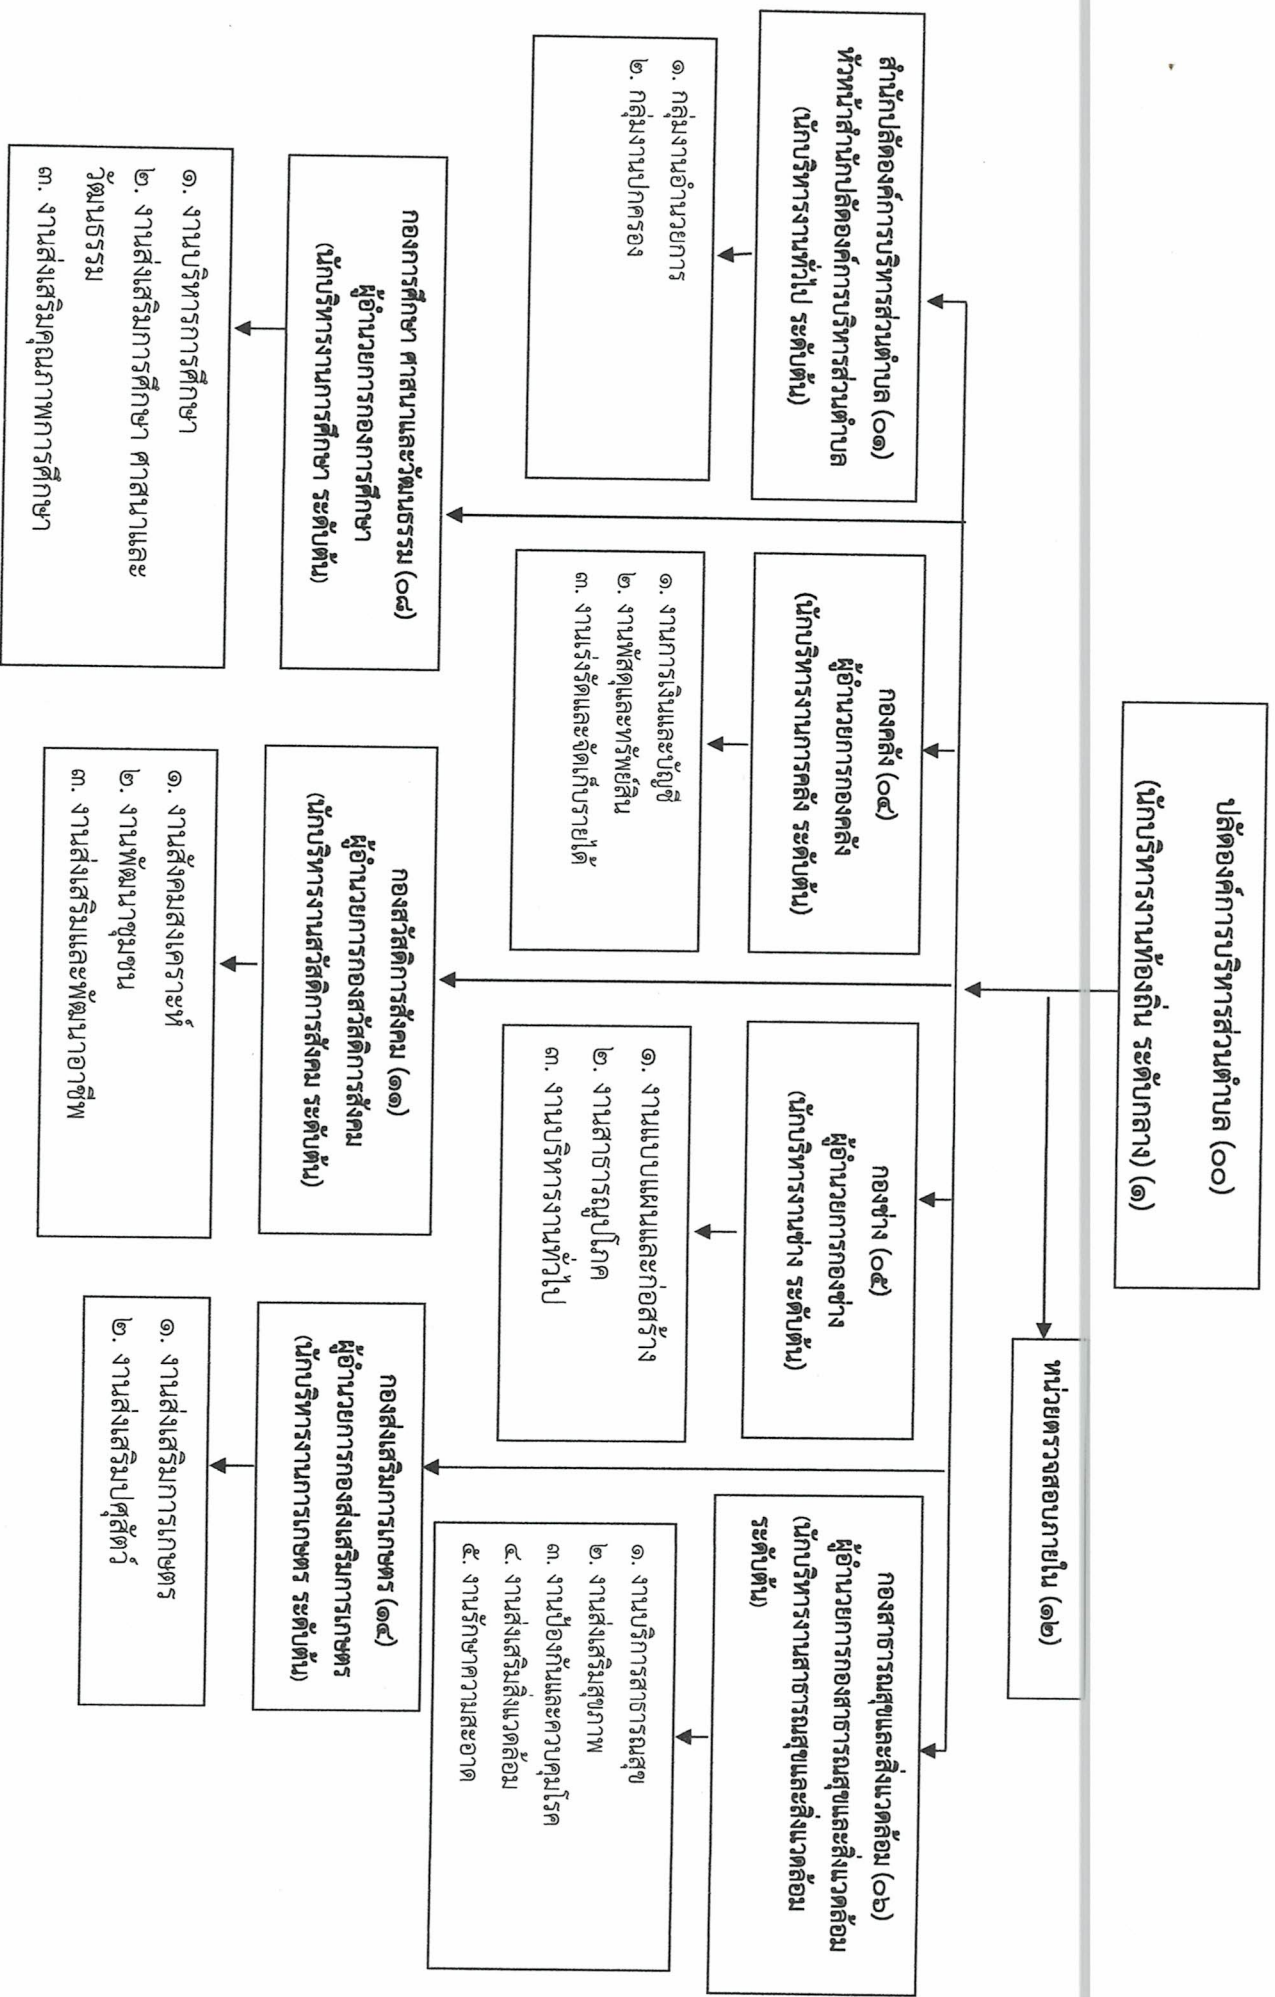 ปลัดองค์การบริหารส่วนตำบล (๐๐)
(นักบริหารงานท้องถิ่น ระดับกลาง) (๑)
หน่วยตรวจสอบภายใน (๑๒)
สำนักปลัดองค์การบริหารส่วนตำบล (๐๑)
หัวหน้าสำนักปลัดองค์การบริหารส่วนตำบล
(นักบริหารงานทั่วไป ระดับต้น)
๑. กลุ่มงานอำนวยการ
๒. กลุ่มงานปกครอง
กองคลัง (๐๔)
ผู้อำนวยการกองคลัง
(นักบริหารงานการคลัง ระดับต้น)
๑. งานการเงินและบัญชี
๒. งานพัสดุและทรัพย์สิน
๓. งานเร่งรัดและจัดเก็บรายได้
กองช่าง (๐๕)
ผู้อำนวยการกองช่าง
(นักบริหารงานช่าง ระดับต้น)
๑. งานแบบแผนและก่อสร้าง
๒. งานสาธารณูปโภค
๓. งานบริหารงานทั่วไป
กองสาธารณสุขและสิ่งแวดล้อม (๐๖)
ผู้อำนวยการกองสาธารณสุขและสิ่งแวดล้อม
(นักบริหารงานสาธารณสุขและสิ่งแวดล้อม
ระดับต้น)
๑. งานบริการสาธารณสุข
๒. งานส่งเสริมสุขภาพ
๓. งานป้องกันและควบคุมโรค
๔. งานส่งเสริมสิ่งแวดล้อม
๕. งานรักษาความสะอาด
กองการศึกษา ศาสนาและวัฒนธรรม (๐๘)
ผู้อำนวยการกองการศึกษา
(นักบริหารงานการศึกษา ระดับต้น)
๑. งานบริหารการศึกษา
๒. งานส่งเสริมการศึกษา ศาสนาและ
วัฒนธรรม
๓. งานส่งเสริมคุณภาพการศึกษา
กองสวัสดิการสังคม (๑๑)
ผู้อำนวยการกองสวัสดิการสังคม
(นักบริหารงานสวัสดิการสังคม ระดับต้น)
๑. งานสังคมสงเคราะห์
๒. งานพัฒนาชุมชน
๓. งานส่งเสริมและพัฒนาอาชีพ
กองส่งเสริมการเกษตร (๑๔)
ผู้อำนวยการกองส่งเสริมการเกษตร
(นักบริหารงานการเกษตร ระดับต้น)
๑. งานส่งเสริมการเกษตร
๒. งานส่งเสริมปศุสัตว์